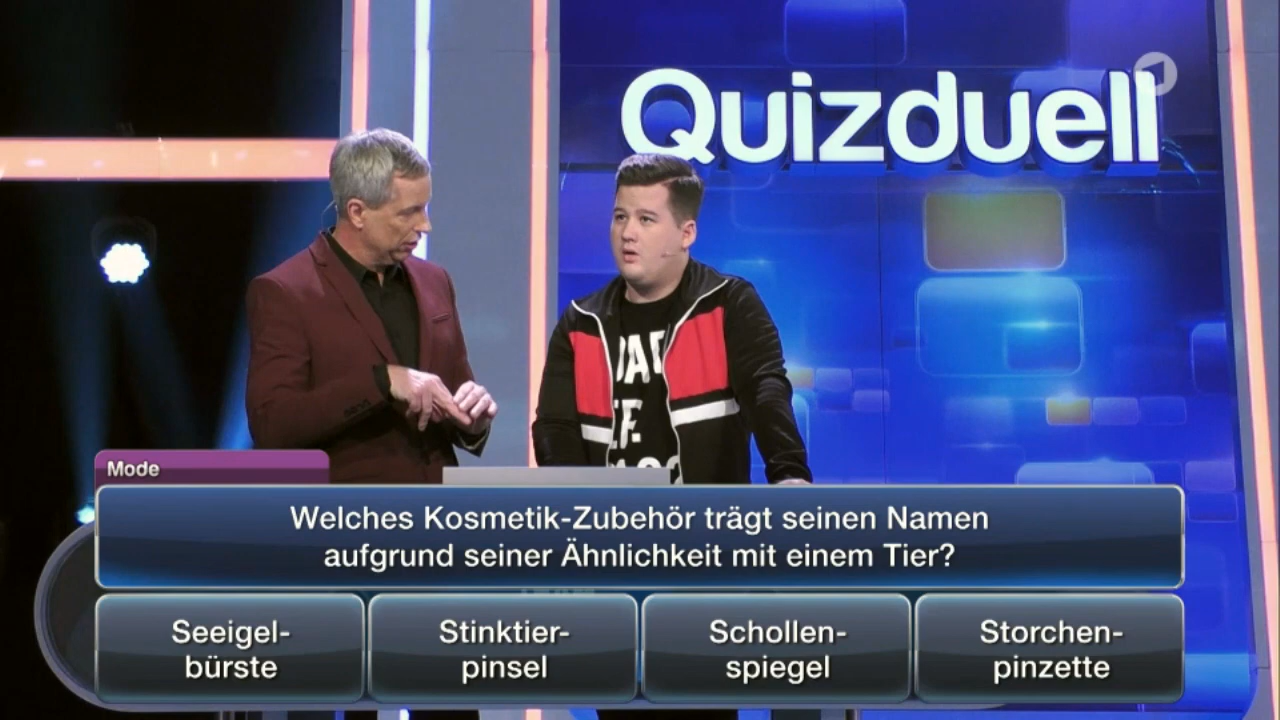 Quizduell
Mode
Welches Kosmetik-Zubehör trägt seinen Namen
aufgrund seiner Ähnlichkeit mit einem Tier?
Seeigel-
bürste
Stinktier-
pinsel
Schollen-
spiegel
Storchen-
pinzette